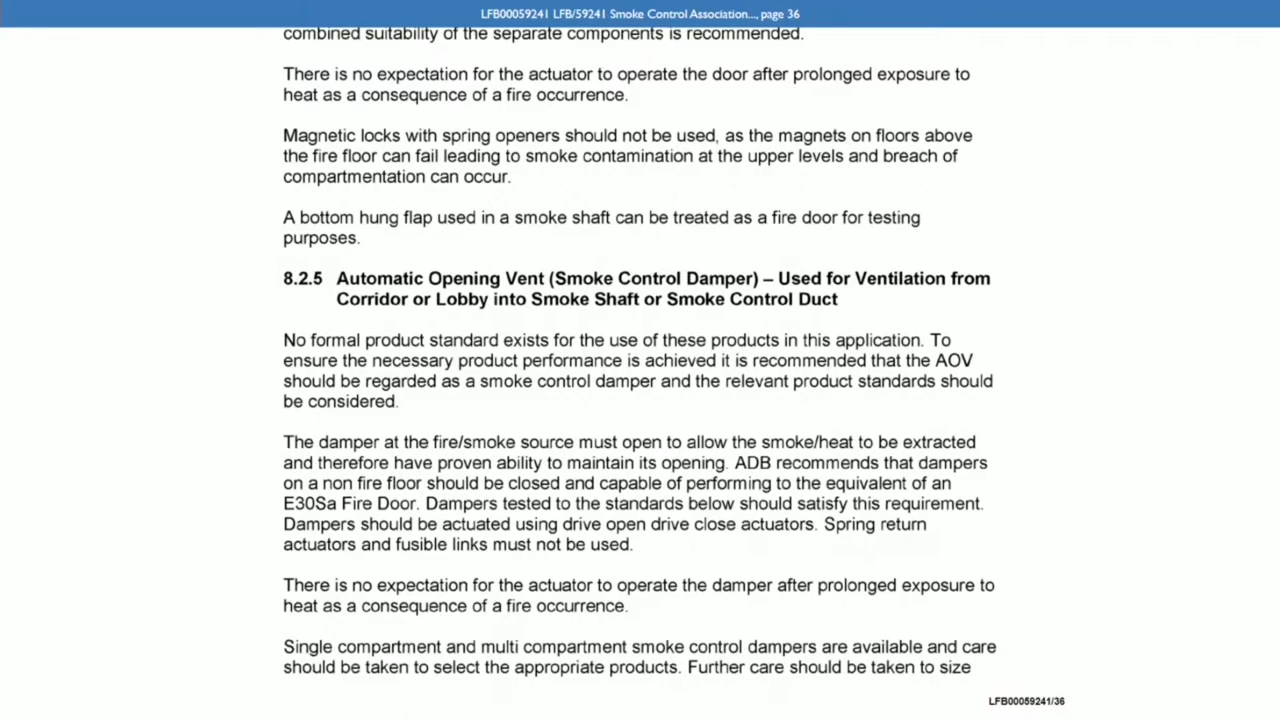 LFB00059241 LFB/59241 Smoke Control Association..., page 36
combined suitability of the separate components is recommended.
There is no expectation for the actuator to operate the door after prolonged exposure to
heat as a consequence of a fire occurrence.
Magnetic locks with spring openers should not be used, as the magnets on floors above
the fire floor can fail leading to smoke contamination at the upper levels and breach of
compartmentation can occur.
A bottom hung flap used in a smoke shaft can be treated as a fire door for testing
purposes.
8.2.5 Automatic Opening Vent (Smoke Control Damper) – Used for Ventilation from
Corridor or Lobby into Smoke Shaft or Smoke Control Duct
No formal product standard exists for the use of these products in this application. To
ensure the necessary product performance is achieved it is recommended that the AOV
should be regarded as a smoke control damper and the relevant product standards should
be considered.
The damper at the fire/smoke source must open to allow the smoke/heat to be extracted
and therefore have proven ability to maintain its opening. ADB recommends that dampers
on a non fire floor should be closed and capable of performing to the equivalent of an
E30Sa Fire Door. Dampers tested to the standards below should satisfy this requirement.
Dampers should be actuated using drive open drive close actuators. Spring return
actuators and fusible links must not be used.
There is no expectation for the actuator to operate the damper after prolonged exposure to
heat as a consequence of a fire occurrence.
Single compartment and multi compartment smoke control dampers are available and care
should be taken to select the appropriate products. Further care should be taken to size
LFB00059241/36